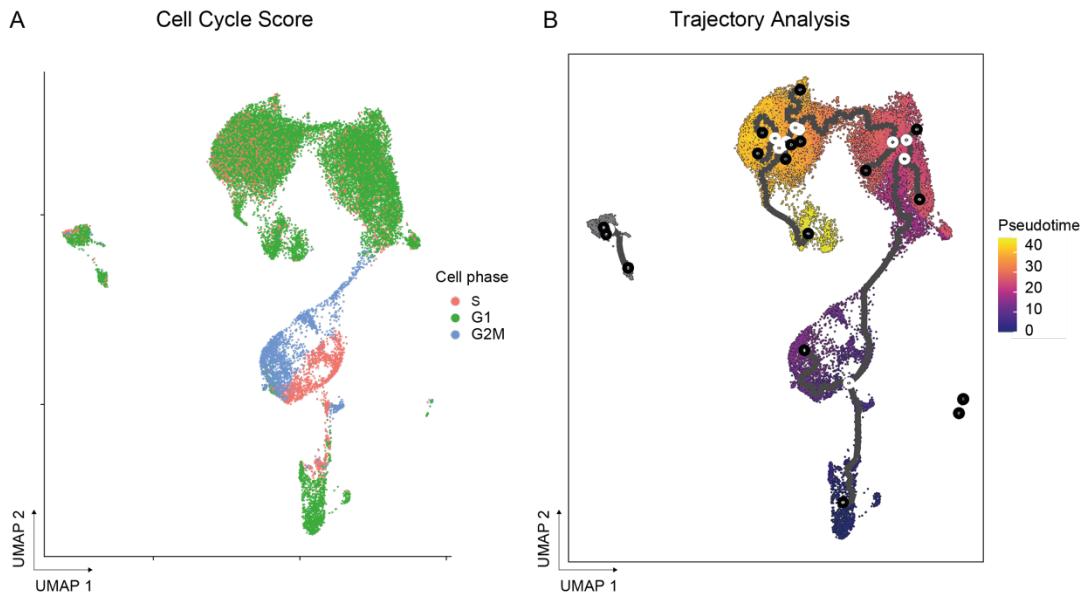 A
Cell Cycle Score
Cell phase
S
G1
G2M
UMAP 2
UMAP 1
B
Trajectory Analysis
Pseudotime
40
30
20
10
0
UMAP 2
UMAP 1